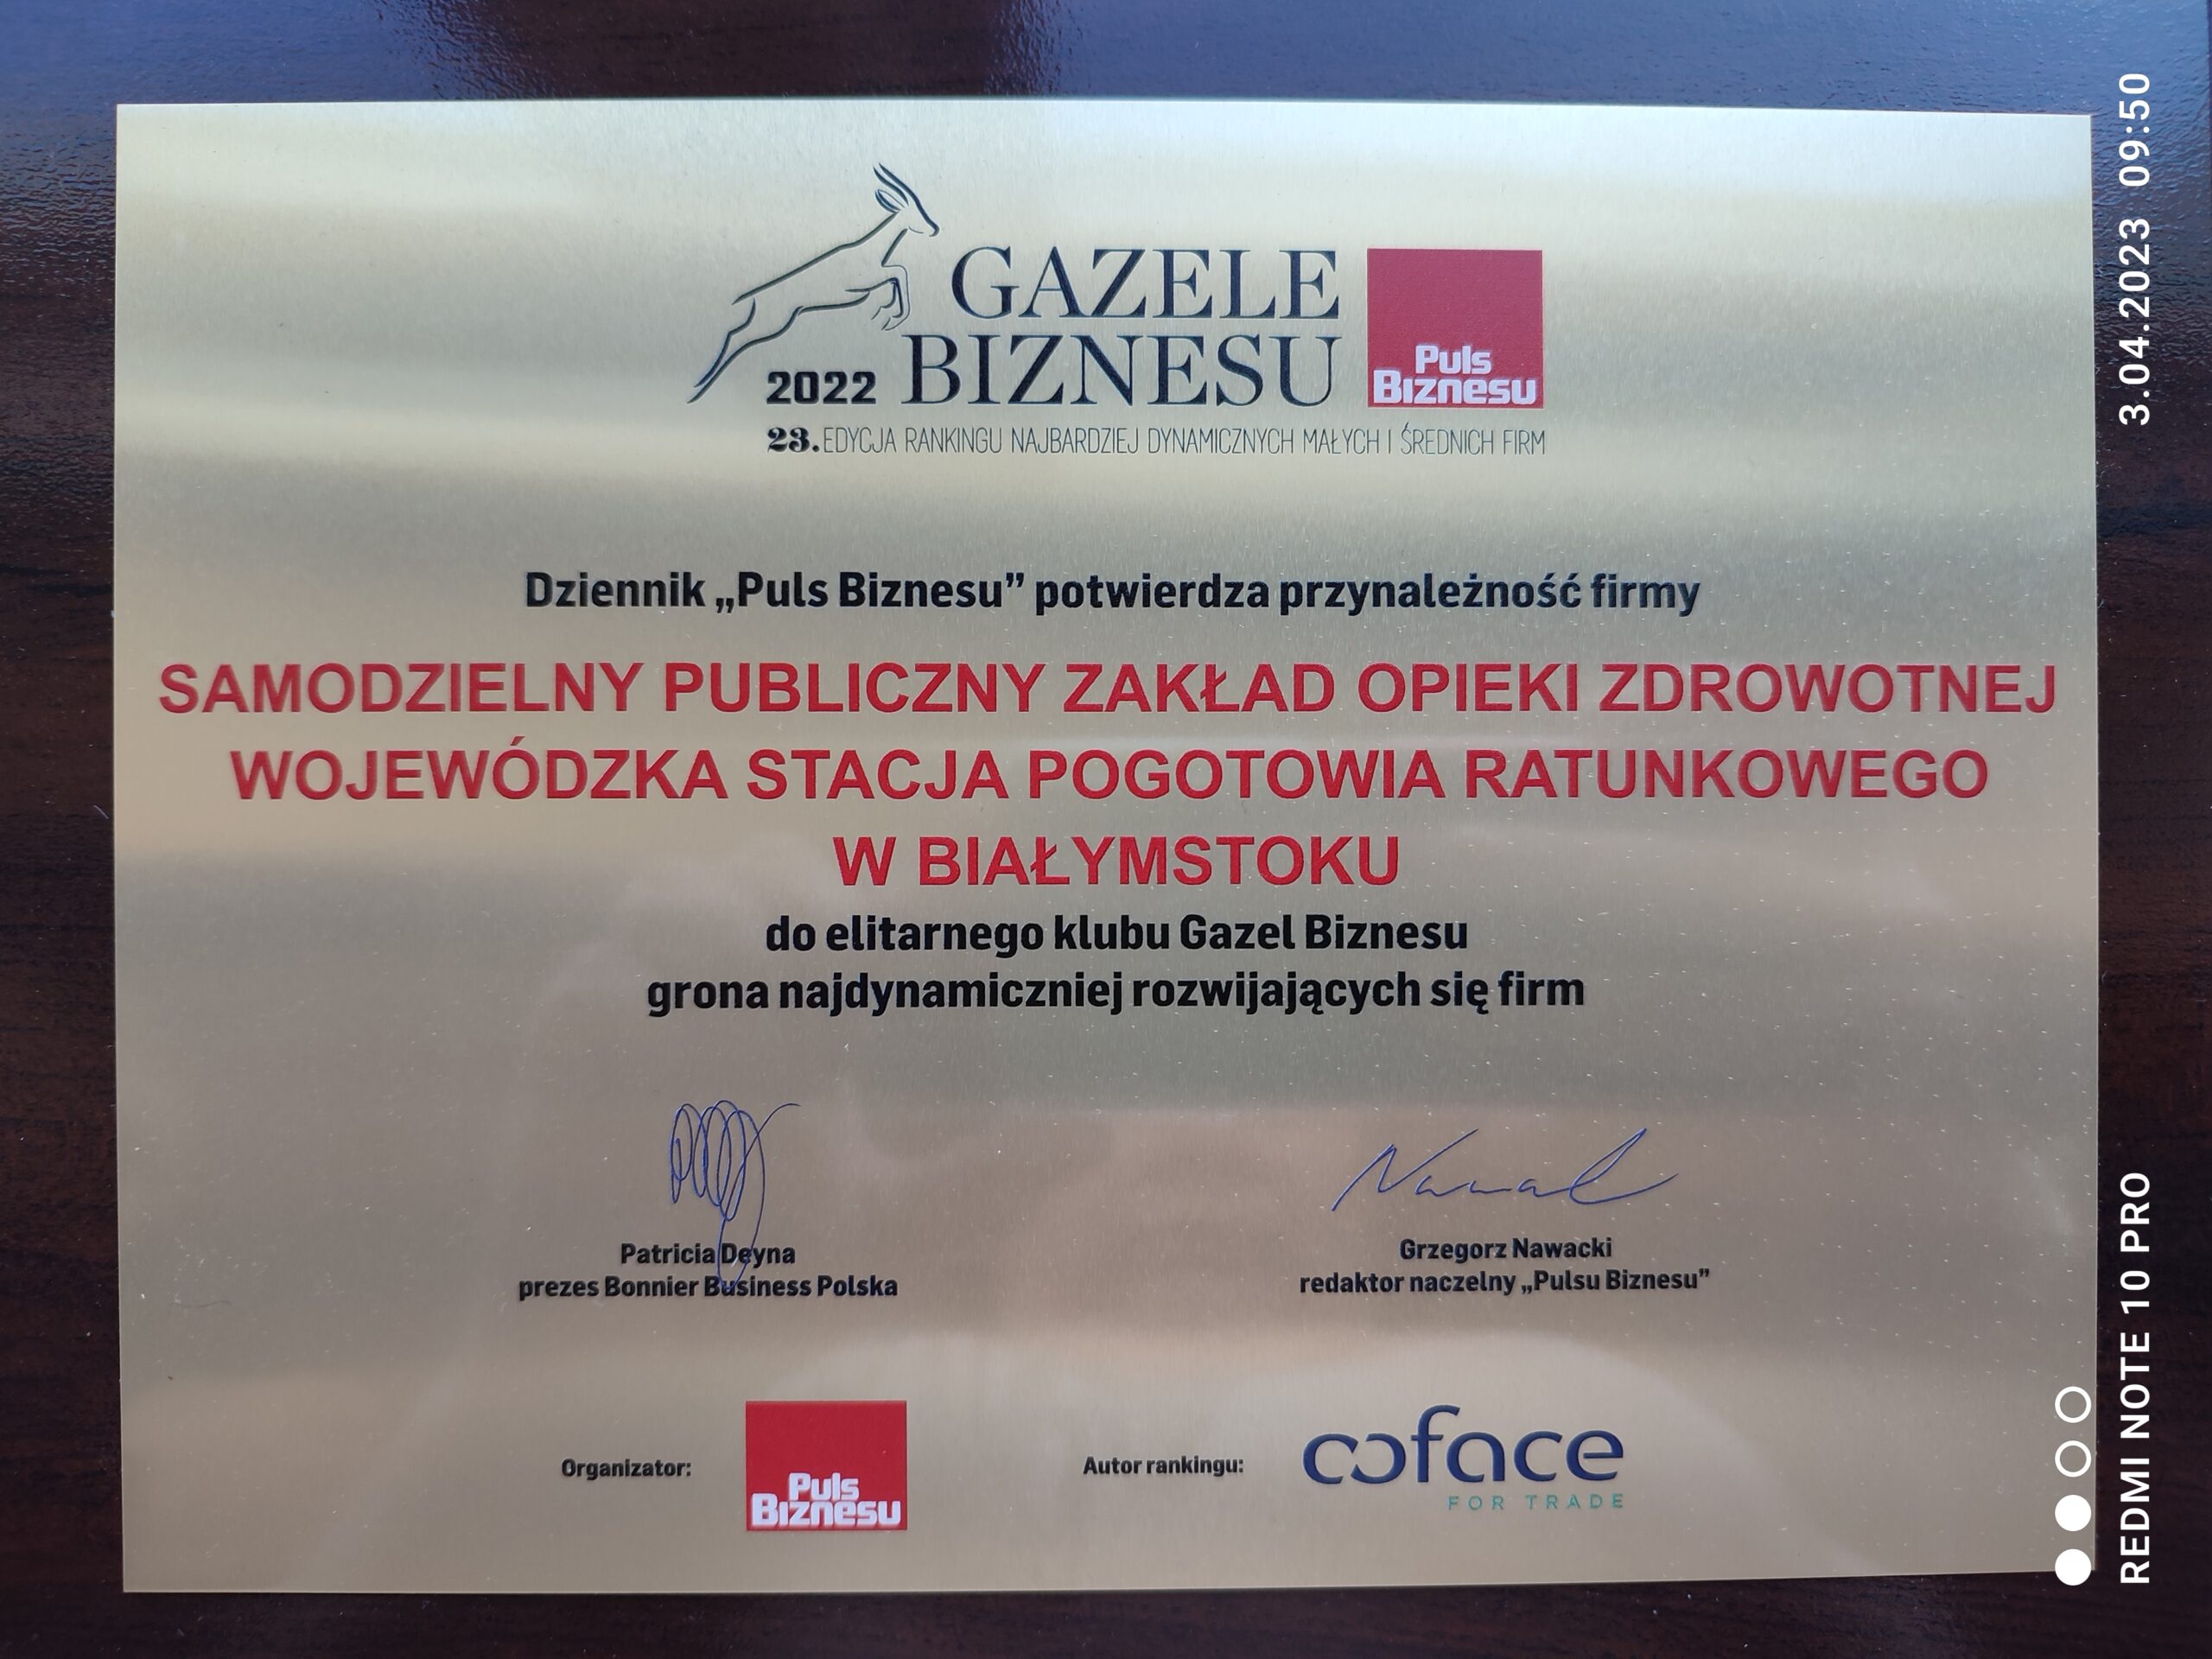 GAZELE
2022 BIZNESU
Puls
Biznesu
23. EDYCJA RANKINGU NAJBARDZIEJ DYNAMICZNYCH MAŁYCH I ŚREDNICH FIRM
Dziennik „Puls Biznesu” potwierdza przynależność firmy
SAMODZIELNY PUBLICZNY ZAKŁAD OPIEKI ZDROWOTNEJ
WOJEWÓDZKA STACJA POGOTOWIA RATUNKOWEGO
W BIAŁYMSTOKU
do elitarnego klubu Gazel Biznesu
grona najdynamiczniej rozwijających się firm
Patricia Deyna
prezes Bonnier Business Polska
Grzegorz Nawacki
redaktor naczelny „Pulsu Biznesu”
Organizator:
Puls
Biznesu
Autor rankingu:
coface
FOR TRADE
REDMI NOTE 10 PRO
3.04.2023 09:50